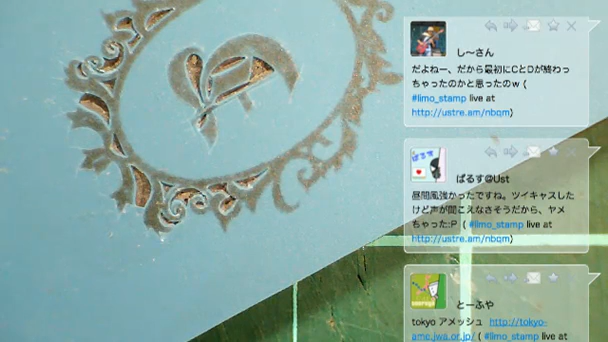 し〜さん
だよねー、だから最初にCとDが終わっ
ちゃったのかと思ったのｗ (
#limo_stamp live at
http://ustre.am/nbqm)
ぱるす@Ust
昼間風強かったですね。ツイキャスした
けど声が聞こえなさそうだから、ヤメ
ちゃった:P ( #limo_stamp live at
http://ustre.am/nbqm)
とーふや
tokyo アメッシュ http://tokyo-
ame.jwa.or.jp/ ( #limo_stamp live at